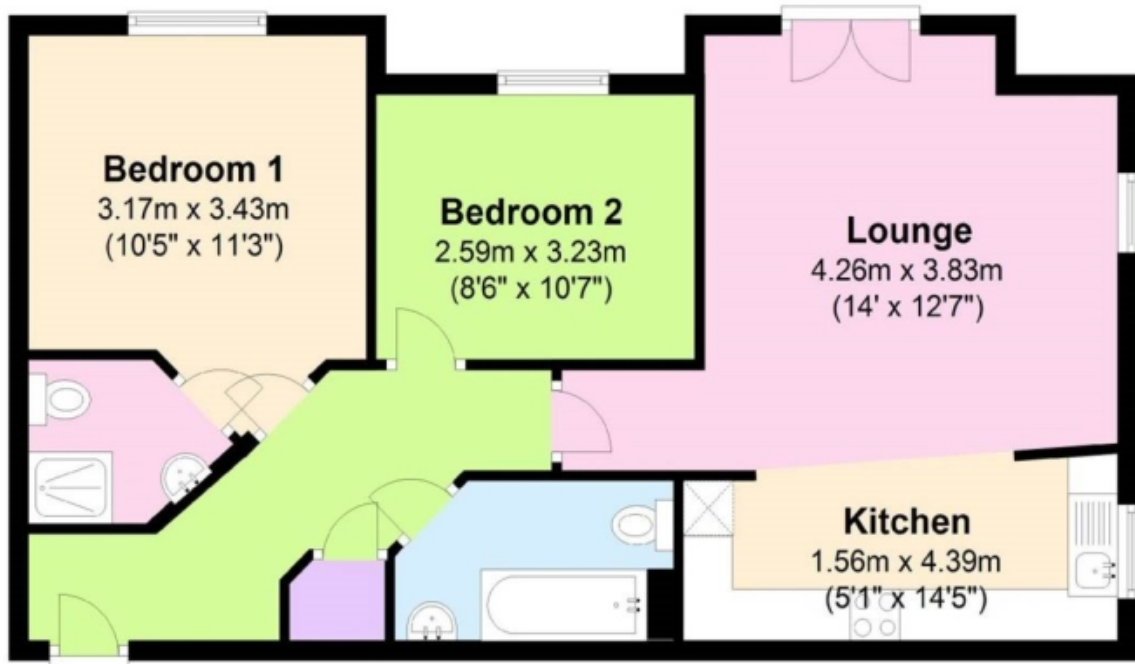 Bedroom 1
3.17m x 3.43m
(10'5" x 11'3")
Bedroom 2
2.59m x 3.23m
(8'6" x 10'7")
Lounge
4.26m x 3.83m
(14' x 12'7")
Kitchen
1.56m x 4.39m
(5'1" x 14'5")